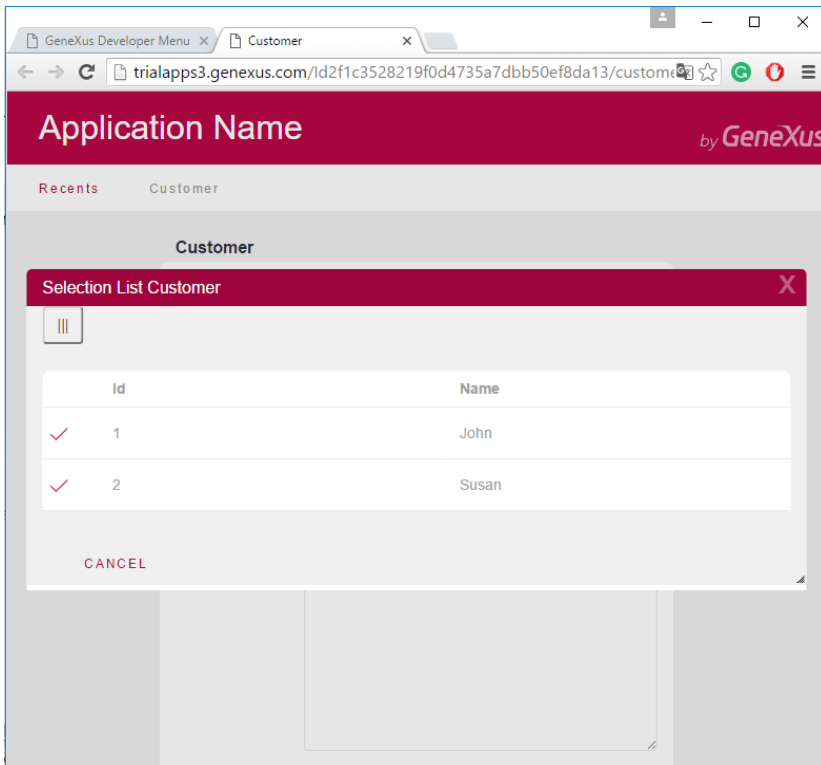 GeneXus Developer Menu Customer
trialapps3.genexus.com/Id2f1c3528219f0d4735a7dbb50ef8da13/custome
Application Name
by GeneXus
Recents Customer
Customer
Selection List Customer X
Id Name
1 John
2 Susan
CANCEL